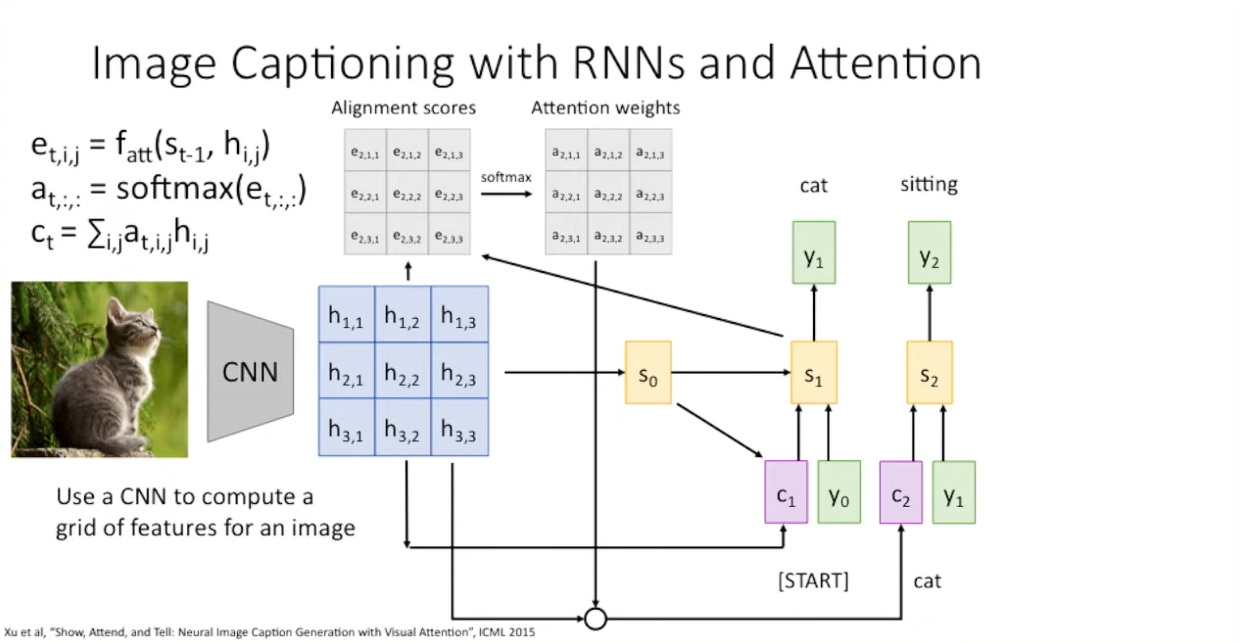 Image Captioning with RNNs and Attention
Alignment scores
Attention weights
e_{t,i,j} = f_{att}(s_{t-1}, h_{i,j})
a_{t,:,:} = softmax(e_{t,:,:})
c_t = ∑_{i,j}a_{t,i,j}h_{i,j}
e_{2,1,1} e_{2,1,2} e_{2,1,3}
e_{2,2,1} e_{2,2,2} e_{2,2,3}
e_{2,3,1} e_{2,3,2} e_{2,3,3}
softmax
a_{2,1,1} a_{2,1,2} a_{2,1,3}
a_{2,2,1} a_{2,2,2} a_{2,2,3}
a_{2,3,1} a_{2,3,2} a_{2,3,3}
cat
sitting
y_1
y_2
CNN
h_{1,1} h_{1,2} h_{1,3}
h_{2,1} h_{2,2} h_{2,3}
h_{3,1} h_{3,2} h_{3,3}
s_0
s_1
s_2
c_1
y_0
c_2
y_1
[START]
cat
Use a CNN to compute a
grid of features for an image
Xu et al, “Show, Attend, and Tell: Neural Image Caption Generation with Visual Attention”, ICML 2015